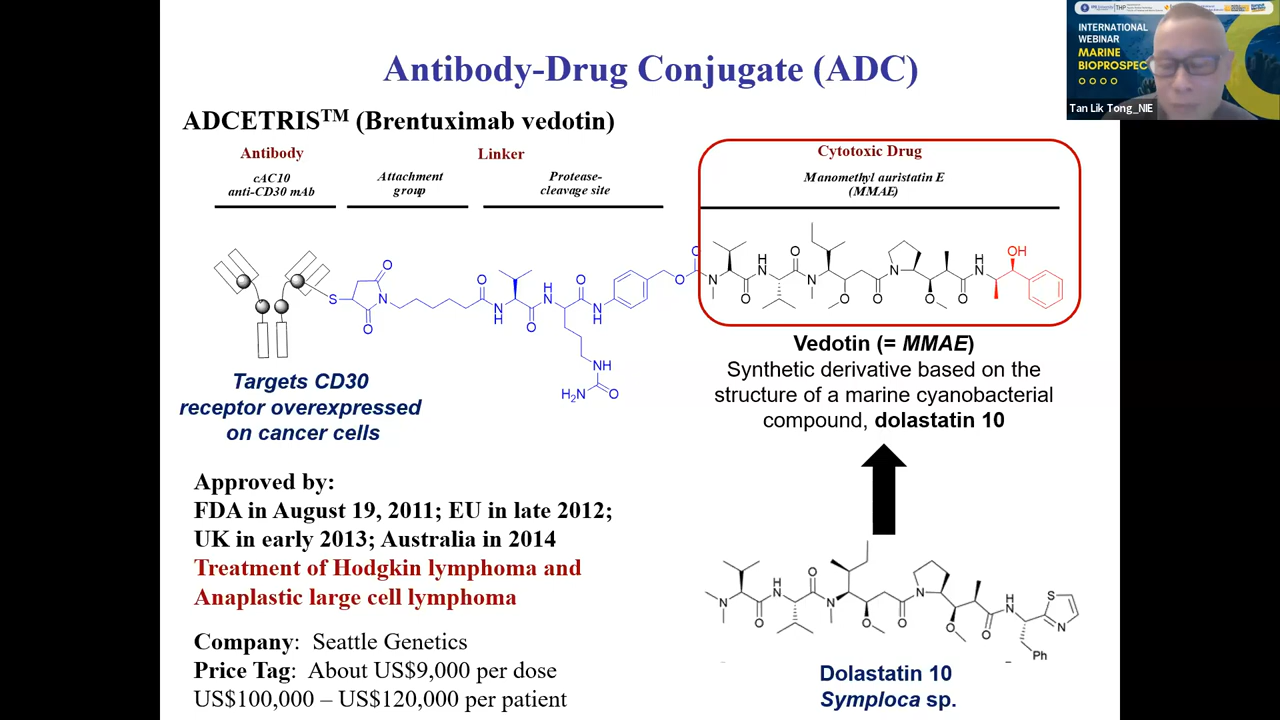 Antibody-Drug Conjugate (ADC)
INTERNATIONAL
WEBINAR
MARINE
BIOPROSPEC
Tan Lik Tong_NIE
ADCETRIS™ (Brentuximab vedotin)
Antibody
Linker
Cytotoxic Drug
cAC10
anti-CD30 mAb
Attachment
group
Protease-
cleavage site
Manomethyl auristatin E
(MMAE)
Targets CD30
receptor overexpressed
on cancer cells
Vedotin (= MMAE)
Synthetic derivative based on the
structure of a marine cyanobacterial
compound, dolastatin 10
Approved by:
FDA in August 19, 2011; EU in late 2012;
UK in early 2013; Australia in 2014
Treatment of Hodgkin lymphoma and
Anaplastic large cell lymphoma
Company: Seattle Genetics
Price Tag: About US$9,000 per dose
US$100,000 – US$120,000 per patient
Dolastatin 10
Symploca sp.